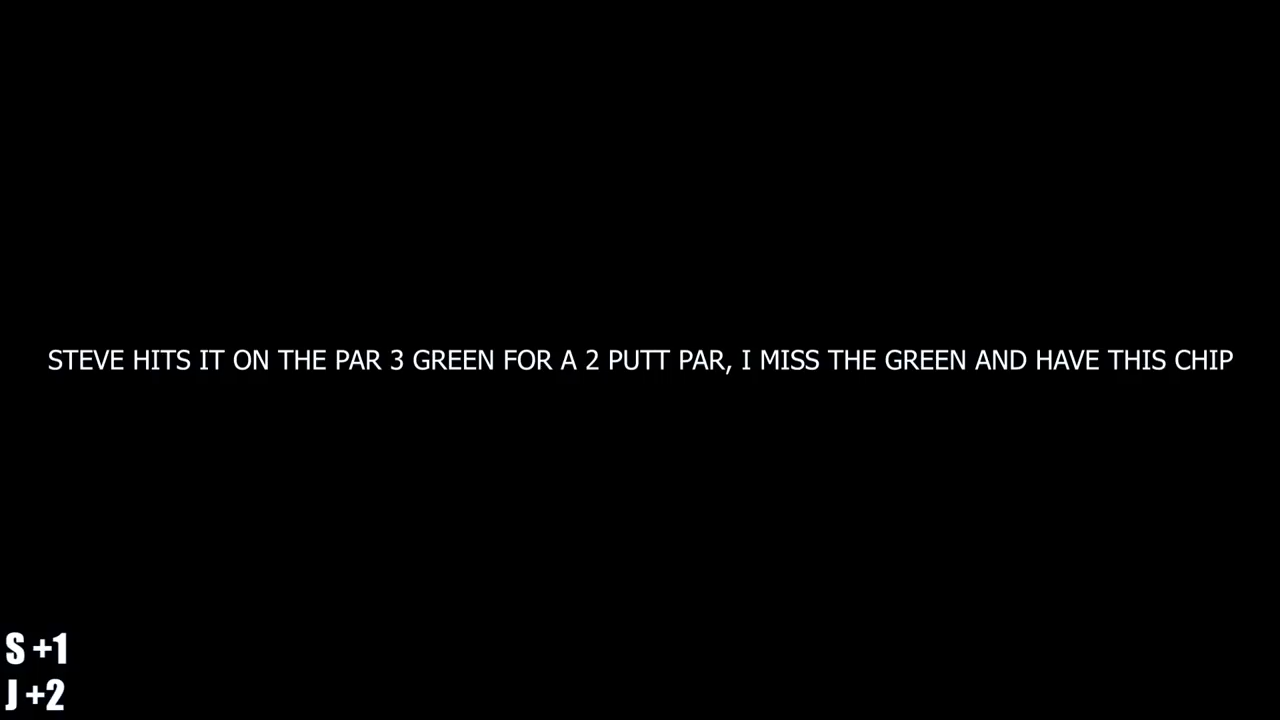 STEVE HITS IT ON THE PAR 3 GREEN FOR A 2 PUTT PAR, I MISS THE GREEN AND HAVE THIS CHIP
S +1
J +2